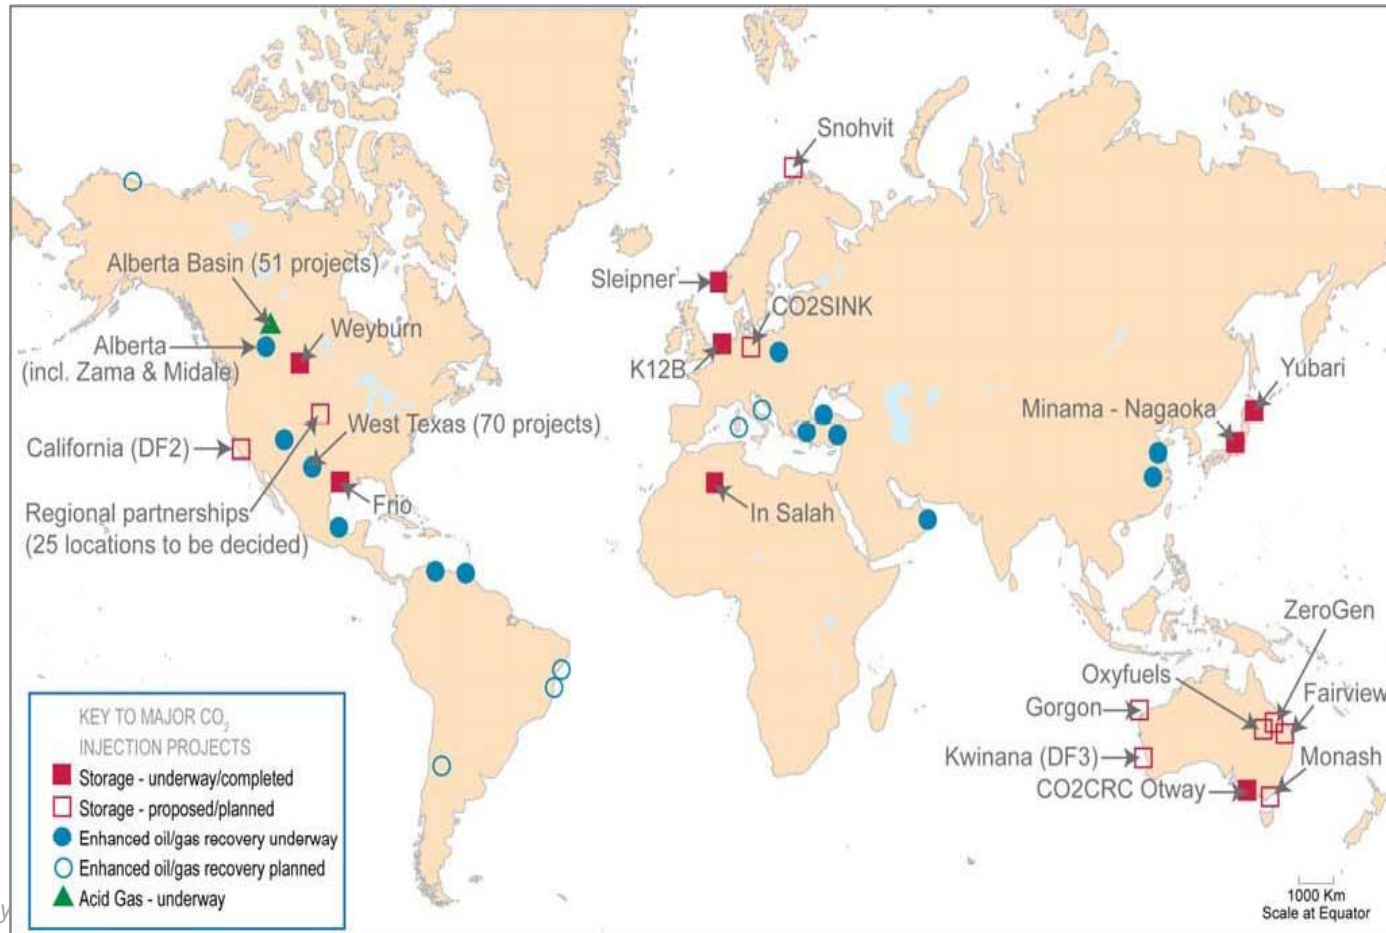 Snohvit
Alberta Basin (51 projects)
Sleipner
CO2SINK
Weyburn
Alberta
(incl. Zama & Midale)
K12B
Yubari
Minama - Nagaoka
West Texas (70 projects)
California (DF2)
Frio
In Salah
Regional partnerships
(25 locations to be decided)
ZeroGen
Oxyfuels
Fairview
Gorgon
Kwinana (DF3)
Monash
CO2CRC Otway
KEY TO MAJOR CO2
INJECTION PROJECTS
Storage - underway/completed
Storage - proposed/planned
Enhanced oil/gas recovery underway
Enhanced oil/gas recovery planned
Acid Gas - underway
1000 Km
Scale at Equator